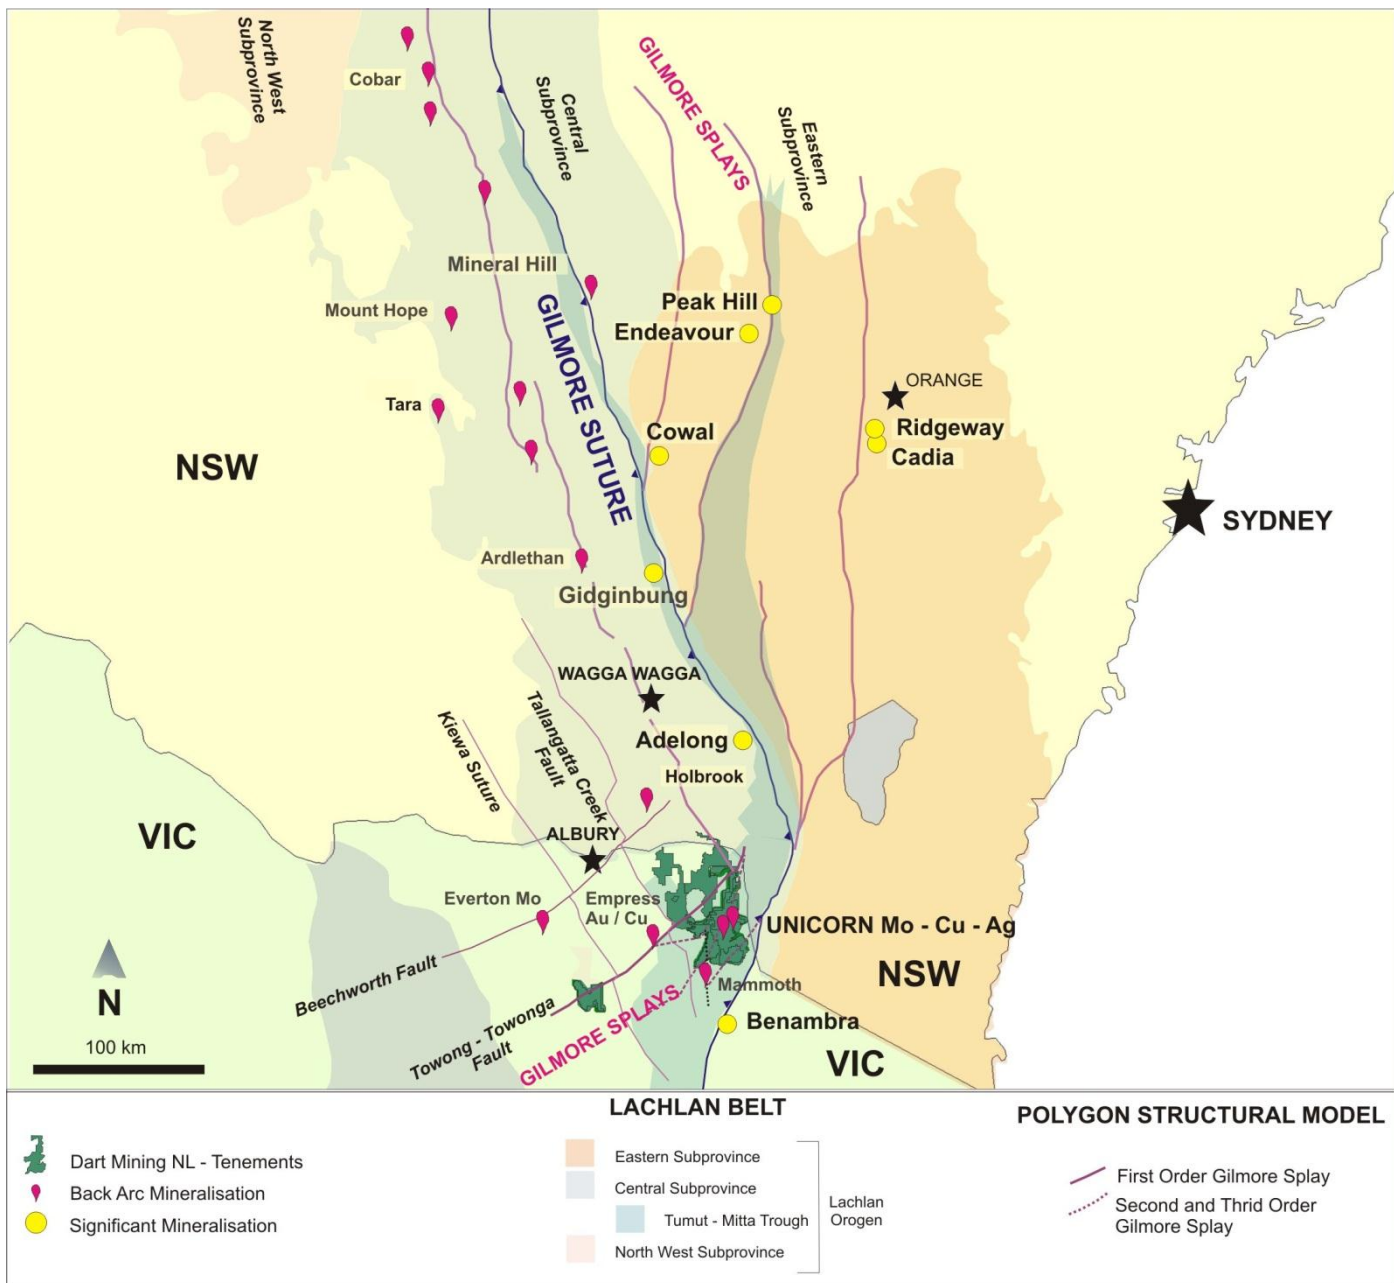 North West
Subprovince
Cobar
Central
Subprovince
GILMORE SPLAYS
Eastern
Subprovince
Mineral Hill
Mount Hope
GILMORE SUTURE
Peak Hill
Endeavour
ORANGE
Tara
Ridgeway
Cowal
Cadia
NSW
SYDNEY
Ardlethan
Gidginbung
WAGGA WAGGA
Tallangatta Creek
Fault
Kiewa Suture
Adelong
Holbrook
VIC
ALBURY
Everton Mo
Empress
Au / Cu
UNICORN Mo - Cu - Ag
NSW
Beechworth Fault
Mammoth
N
Towong - Towonga
Fault
GILMORE SPLAYS
Benambra
100 km
VIC
LACHLAN BELT
POLYGON STRUCTURAL MODEL
Dart Mining NL - Tenements
Back Arc Mineralisation
Significant Mineralisation
Eastern Subprovince
Central Subprovince
Tumut - Mitta Trough
North West Subprovince
Lachlan
Orogen
First Order Gilmore Splay
Second and Thrid Order
Gilmore Splay